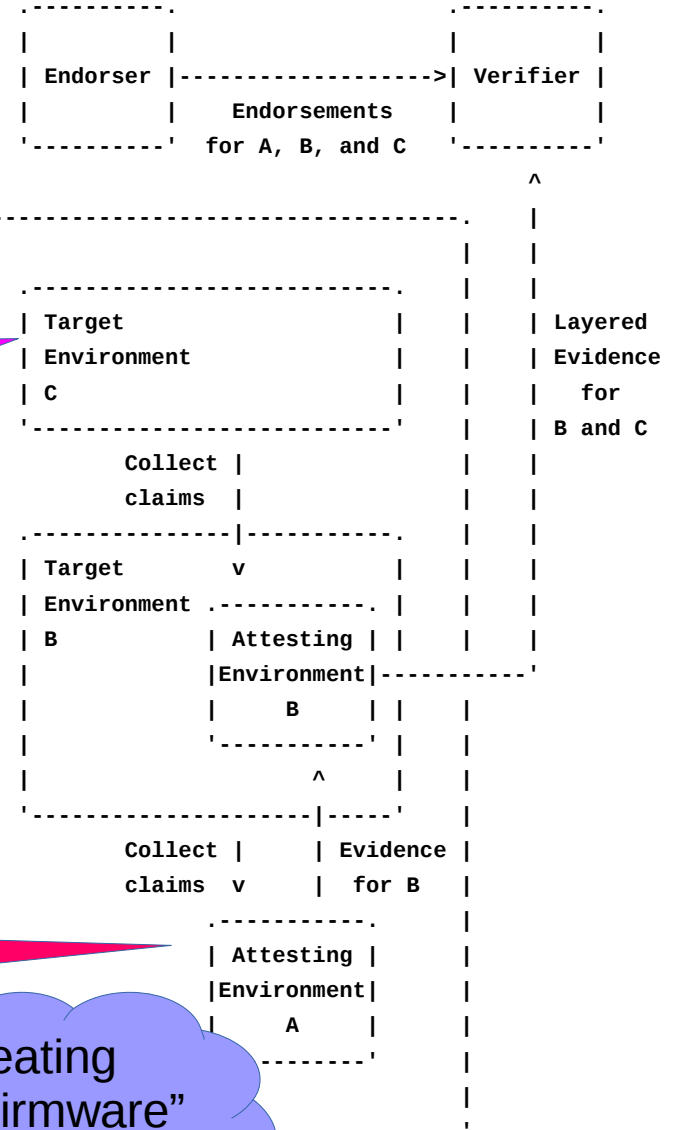 .----------.                    .----------.
|          |                    |          |
| Endorser |------------------->| Verifier |
|          |    Endorsements    |          |
'----------'  for A, B, and C   '----------'
^
-----------------------------------. |
| |
.---------------------------. | |
| Target | | | Layered
| Environment | | | Evidence
| C | | | for
'---------------------------' | | B and C
Collect | | |
claims | | |
.---------------|-----------. | |
| Target v | | |
| Environment .-----------. | | |
| B | Attesting | | | |
| |Environment|-----------'
| | B | | |
| '-----------' | |
| ^ | |
'---------------------|-----' |
Collect | | Evidence |
claims v | for B |
.-----------. |
| Attesting | |
|Environment| |
| A | |
eating
--------' |
irmware”
|
'